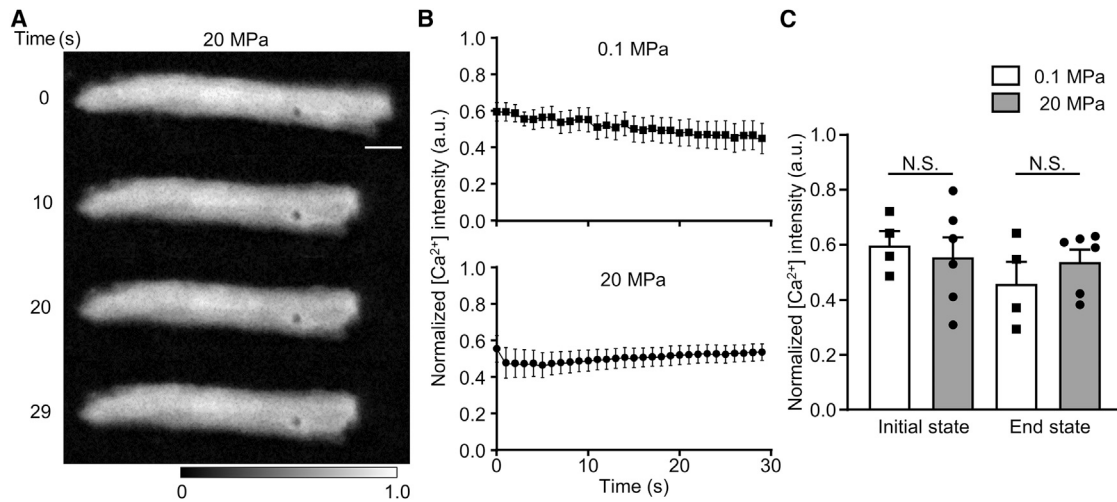 A
Time (s)
20 MPa
0
10
20
29
0
1.0
B
Normalized [Ca²⁺] intensity (a.u.)
1.0
0.8
0.6
0.4
0.2
0.0
0.1 MPa
1.0
0.8
0.6
0.4
0.2
0.0
20 MPa
0
10
20
30
Time (s)
C
0.1 MPa
20 MPa
Normalized [Ca²⁺] intensity (a.u.)
1.0
0.8
0.6
0.4
0.2
0.0
N.S.
N.S.
Initial state
End state